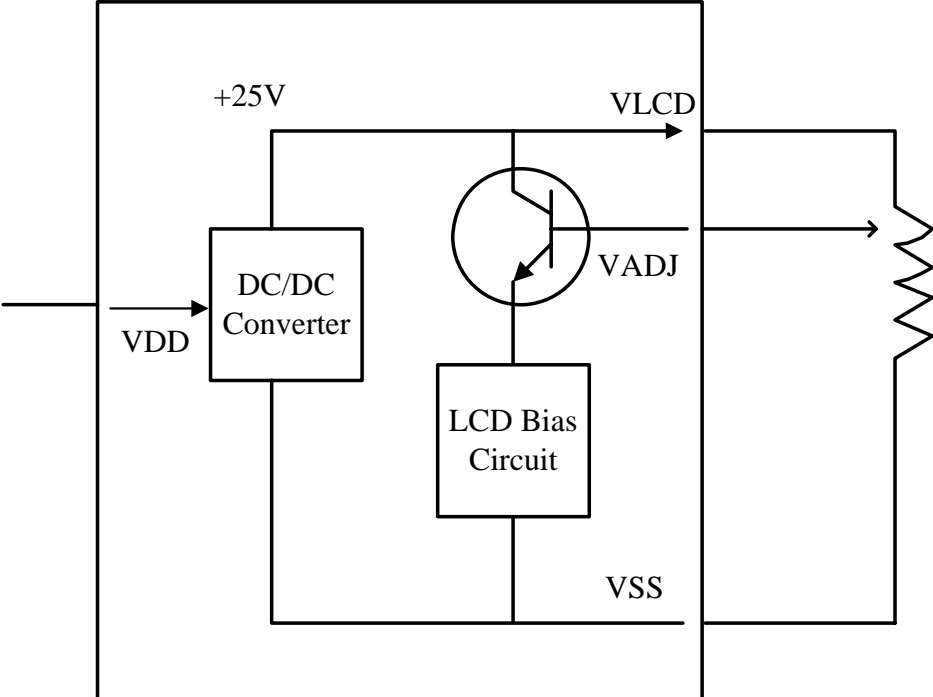 +25V
VLCD
VADJ
DC/DC
Converter
VDD
LCD Bias
Circuit
VSS